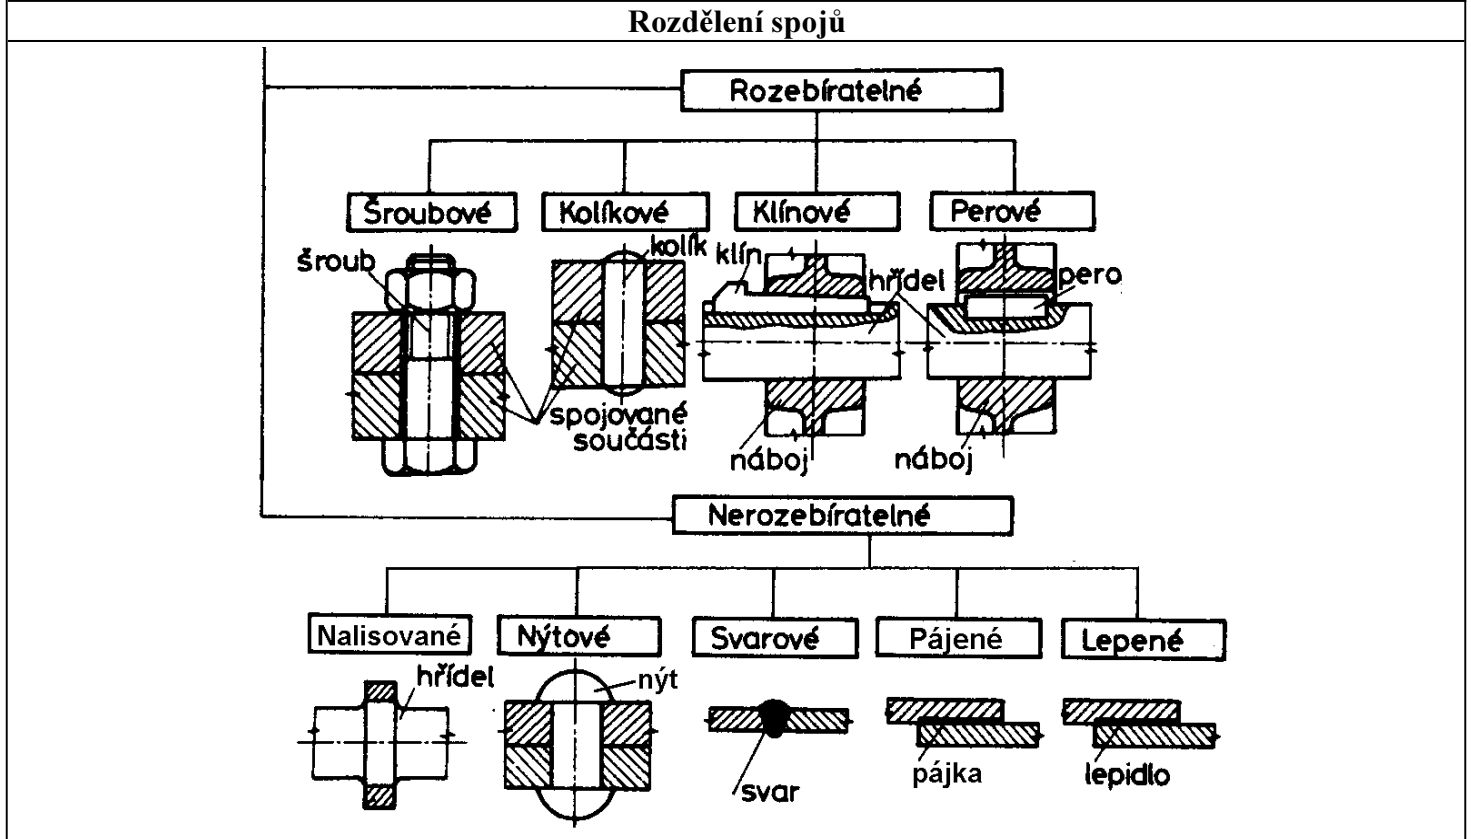 Rozdělení spojů
Rozebíratelné
Šroubové
Kolíkové
Klínové
Perové
šroub
kolík
klín
hřídel
pero
spojované
součásti
náboj
náboj
Nerozebíratelné
Nalisované
Nýtové
Svarové
Pájené
Lepené
hřídel
nýt
svar
pájka
lepidlo